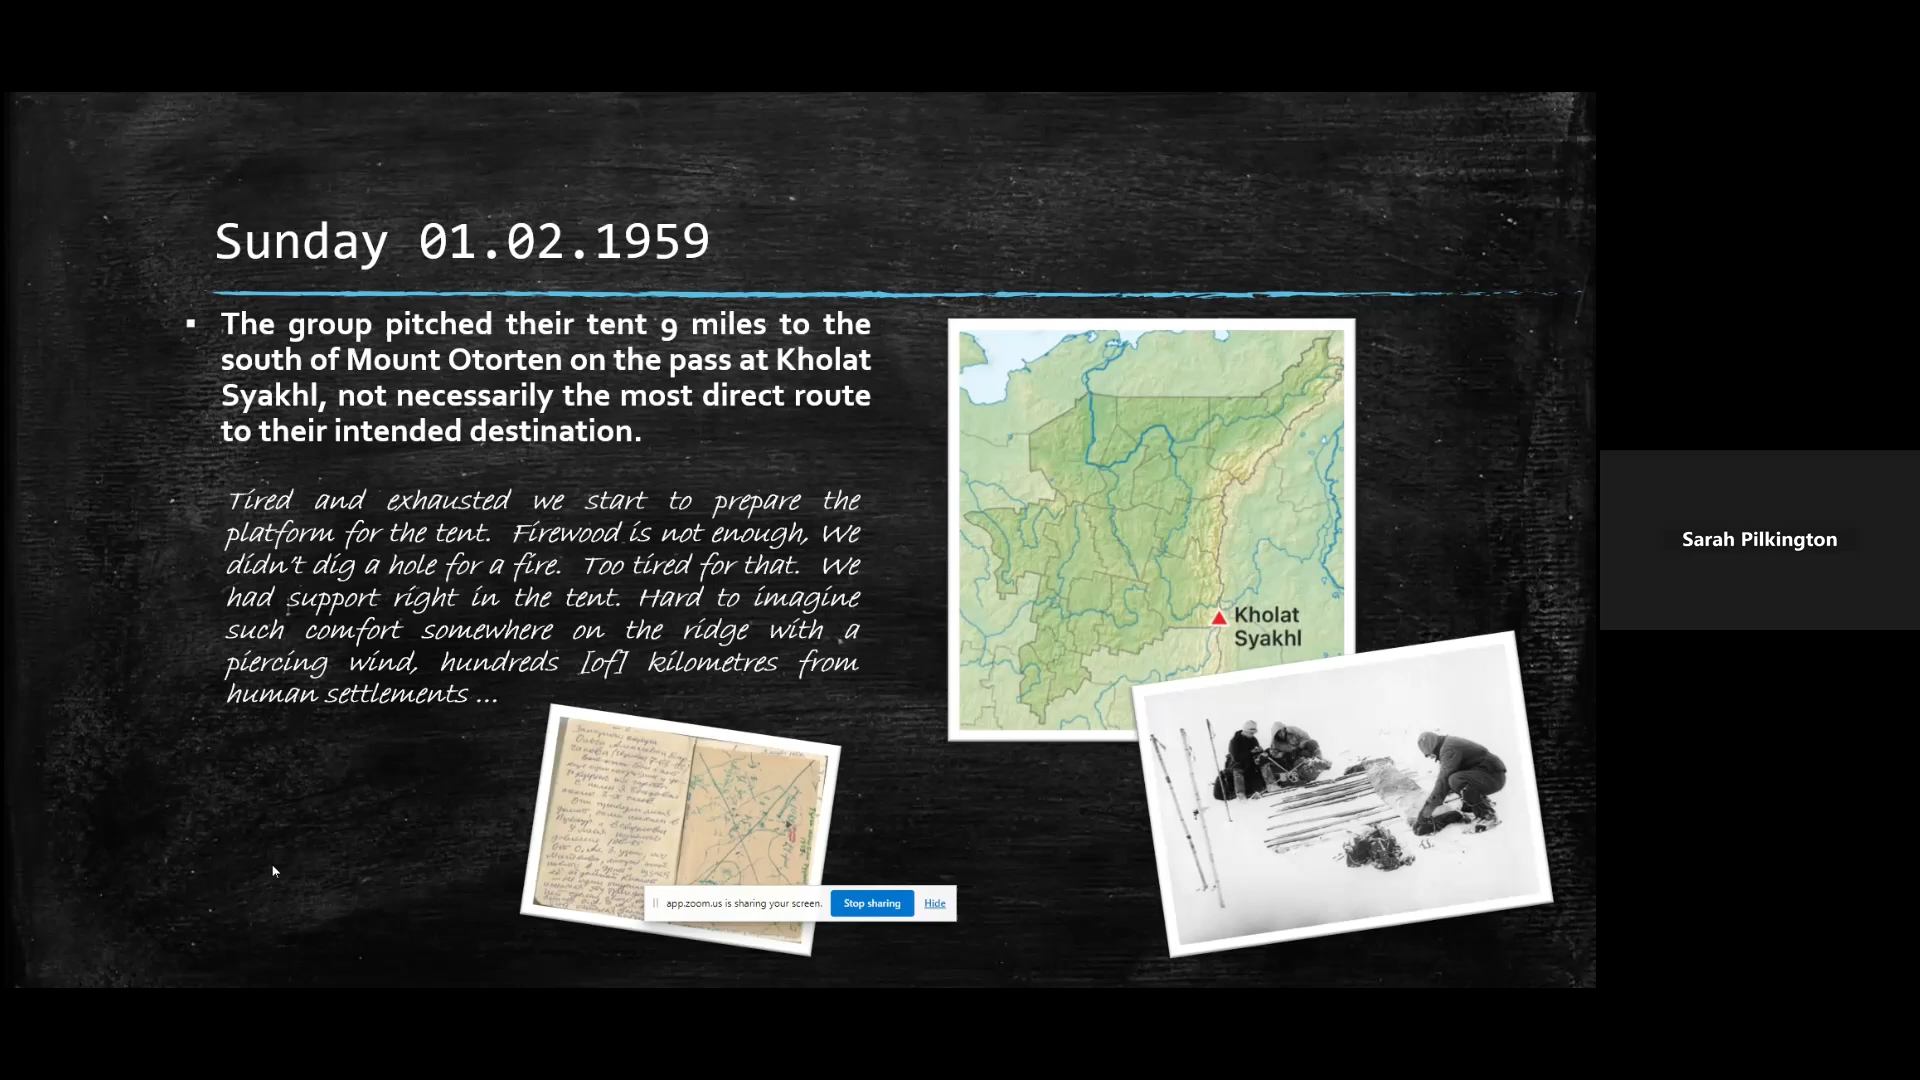 Sunday 01.02.1959
▪ The group pitched their tent 9 miles to the
south of Mount Otorten on the pass at Kholat
Syakhl, not necessarily the most direct route
to their intended destination.
Tired and exhausted we start to prepare the
platform for the tent. Firewood is not enough, We
didn't dig a hole for a fire. Too tired for that. We
had support right in the tent. Hard to imagine
such comfort somewhere on the ridge with a
piercing wind, hundreds [of] kilometres from
human settlements ...
Kholat
Syakhl
Sarah Pilkington
app.zoom.us is sharing your screen.
Stop sharing
Hide